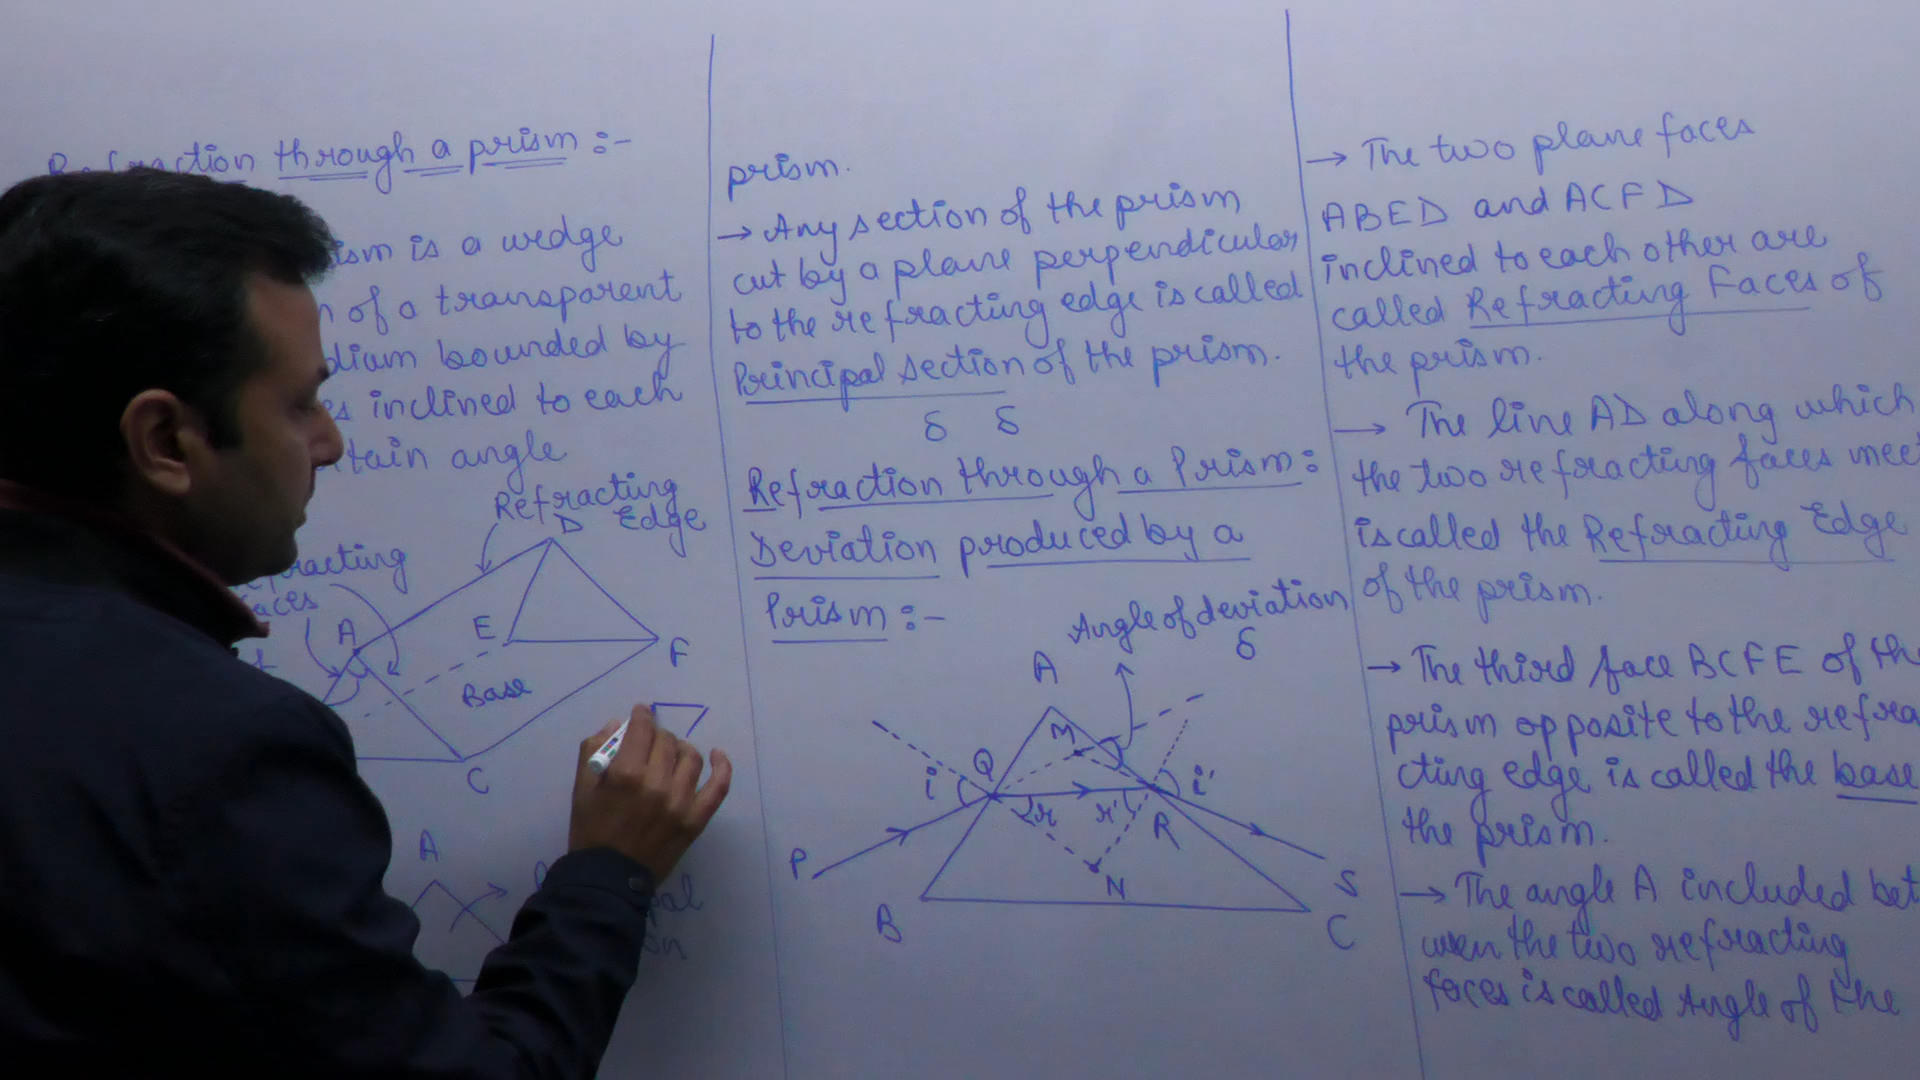 Refraction through a prism :-
ism is a wedge
of a transparent
dium bounded by
inclined to each
tain angle
Refracting
Edge
D
fracting
aces
A
E
F
Base
C
A
pal
on
prism.
→ Any section of the prism
cut by a plane perpendicular
to the refracting edge is called
Principal section of the prism.
δ δ
Refraction through a Prism:
Deviation produced by a
Prism :-
Angle of deviation
δ
A
M
Q
i
i'
r
r'
R
P
N
S
B
C
→ The two plane faces
ABED and ACFD
inclined to each other are
called Refracting Faces of
the prism.
→ The line AD along which
the two refracting faces meet
is called the Refracting Edge
of the prism.
→ The third face BCFE of the
prism opposite to the refra
cting edge is called the base
the prism.
→ The angle A included bet
ween the two refracting
faces is called Angle of the